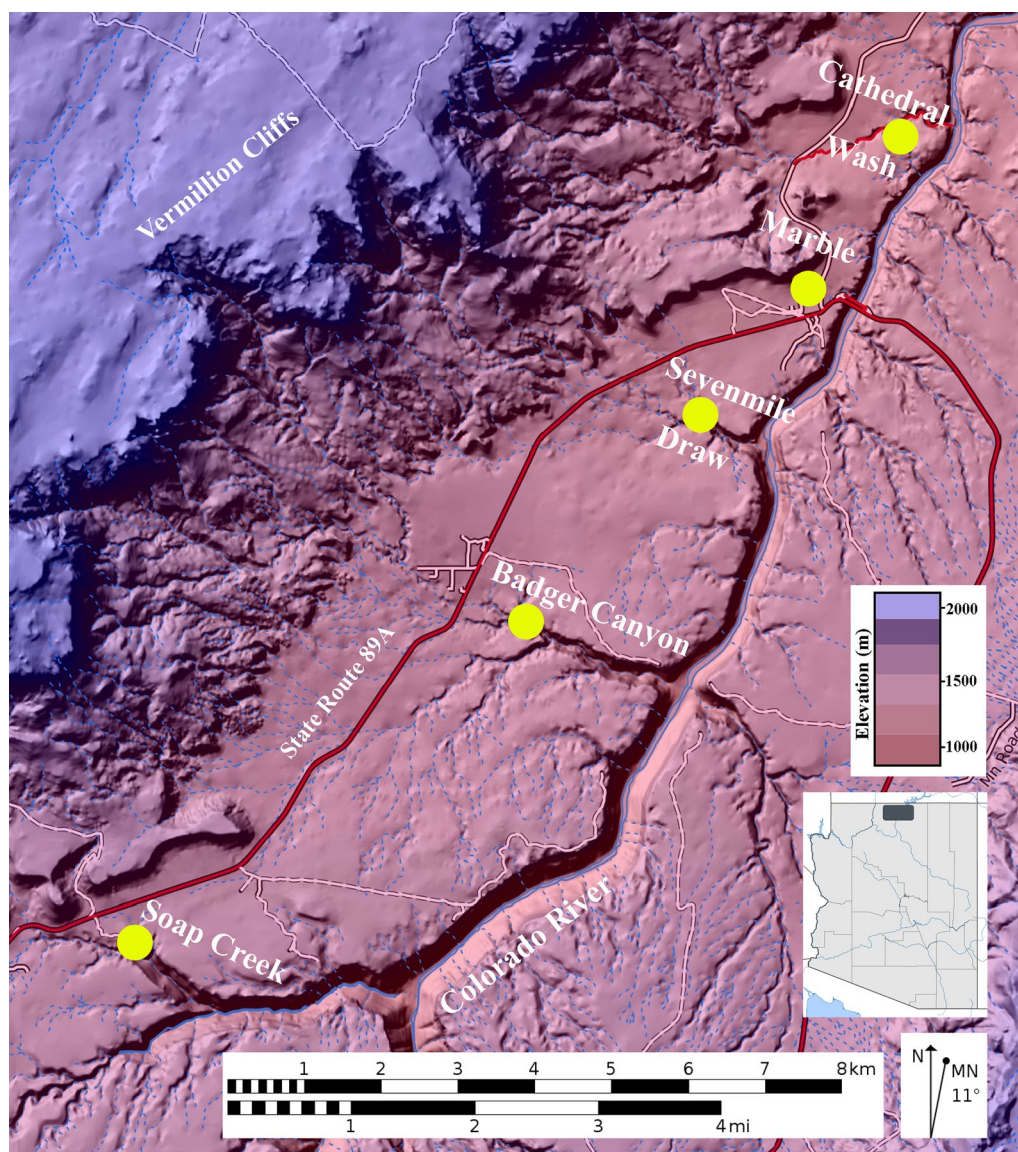 Cathedral
Wash
Vermillion Cliffs
Marble
Sevenmile
Draw
Badger Canyon
State Route 89A
Soap Creek
Colorado River
Elevation (m)
2000
1500
1000
Mn Road
N
MN
11°
1 2 3 4 5 6 7 8 km
1 2 3 4 mi